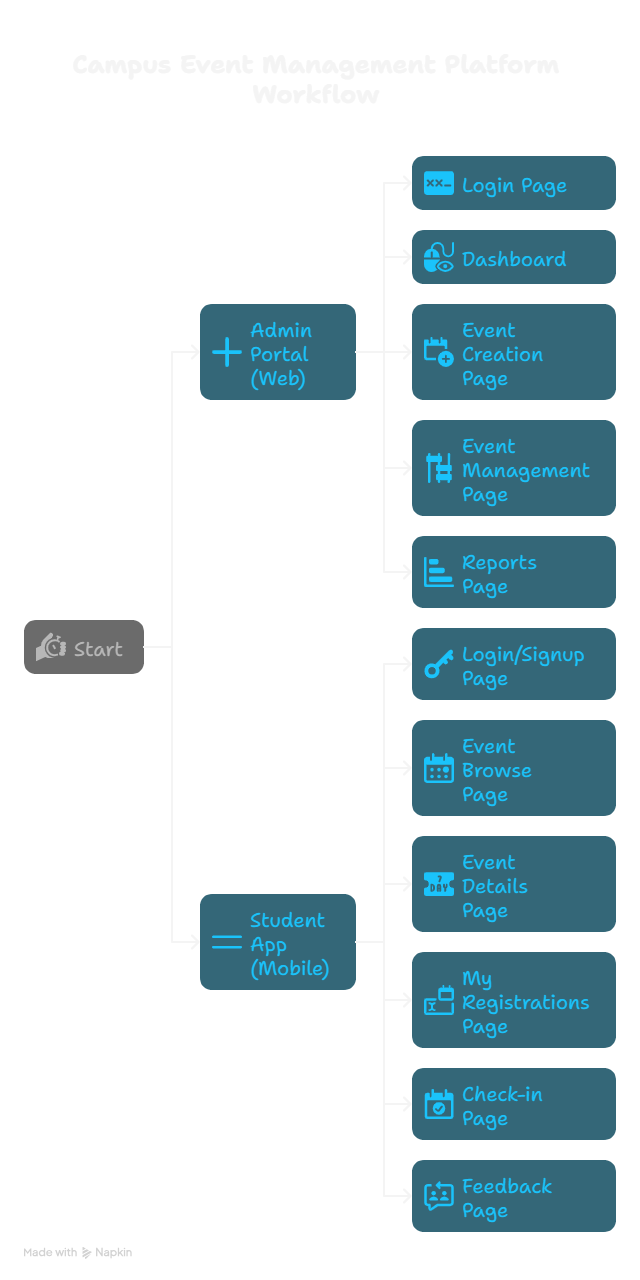 Campus Event Management Platform
Workflow
Login Page
Dashboard
Admin
Portal
(Web)
Event
Creation
Page
Event
Management
Page
Reports
Page
Start
Login/Signup
Page
Event
Browse
Page
Event
Details
Page
7
DAY
Student
App
(Mobile)
My
Registrations
Page
Check-in
Page
Feedback
Page
Made with Napkin